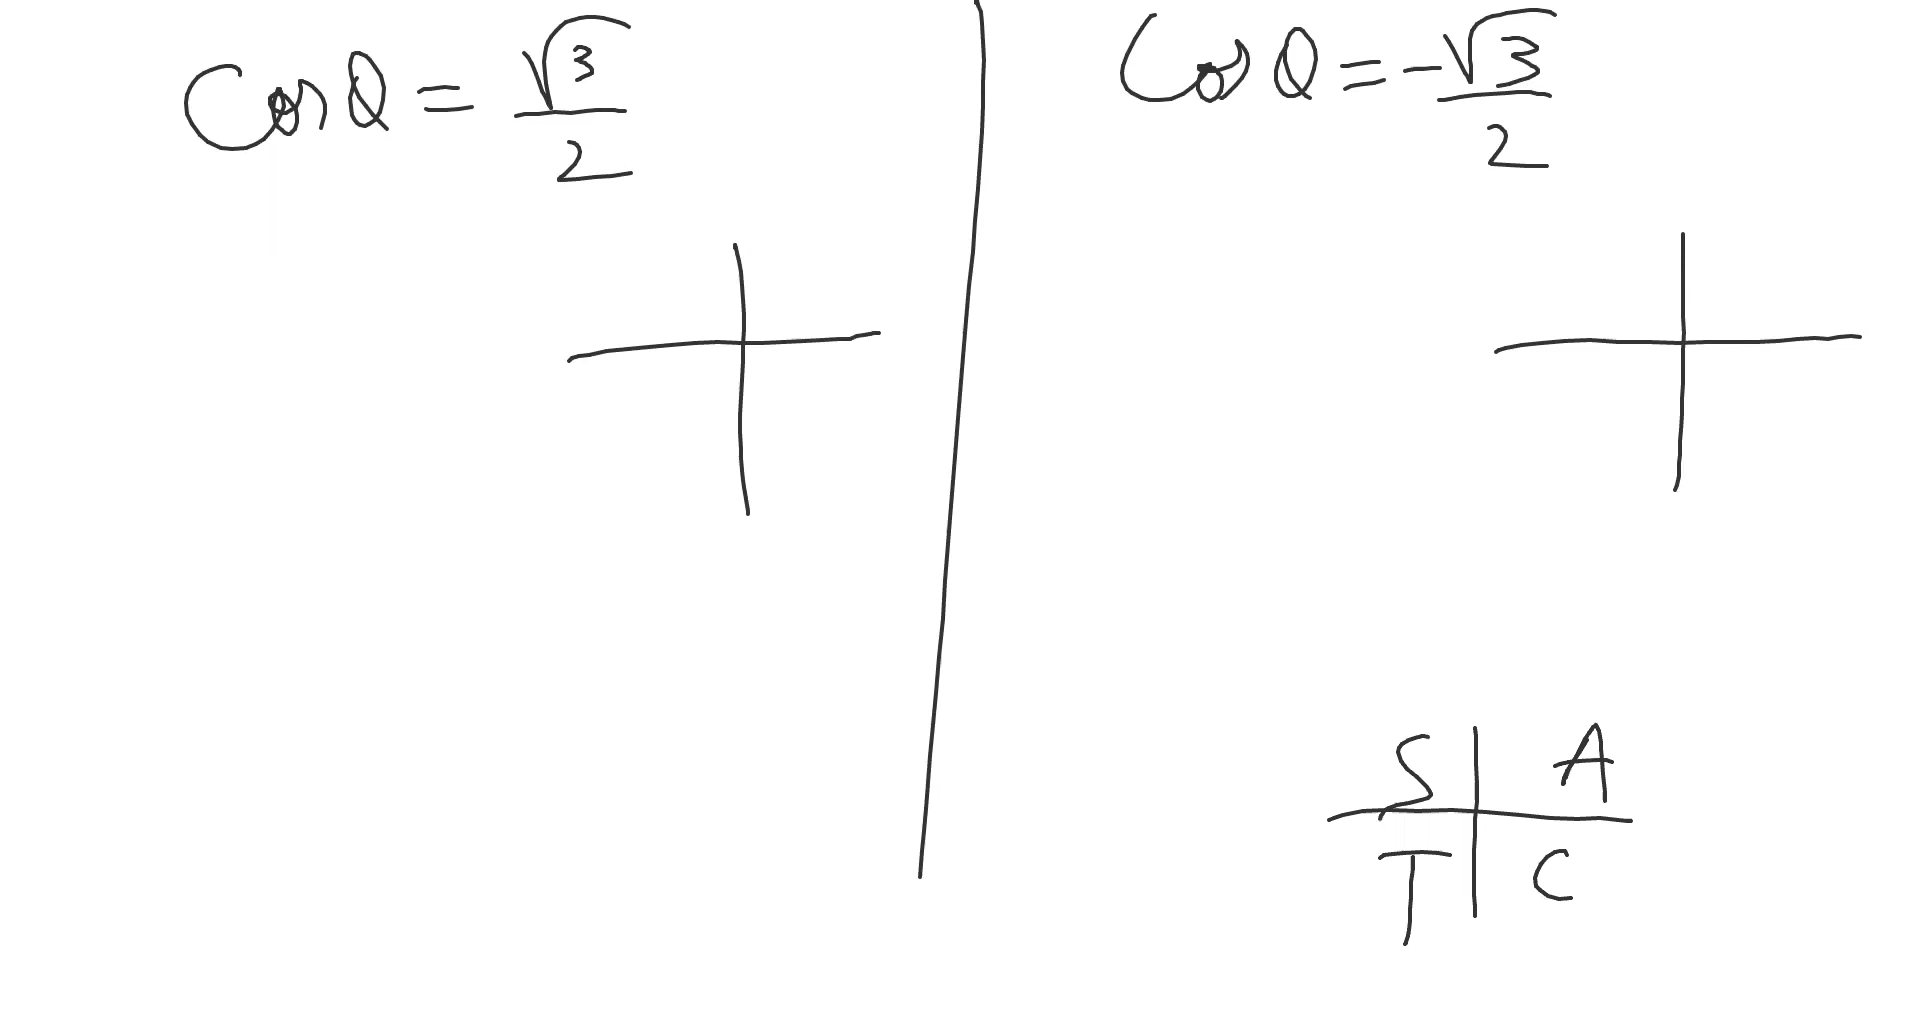 Cos θ = √3/2
Cos θ = -√3/2
S A
T C